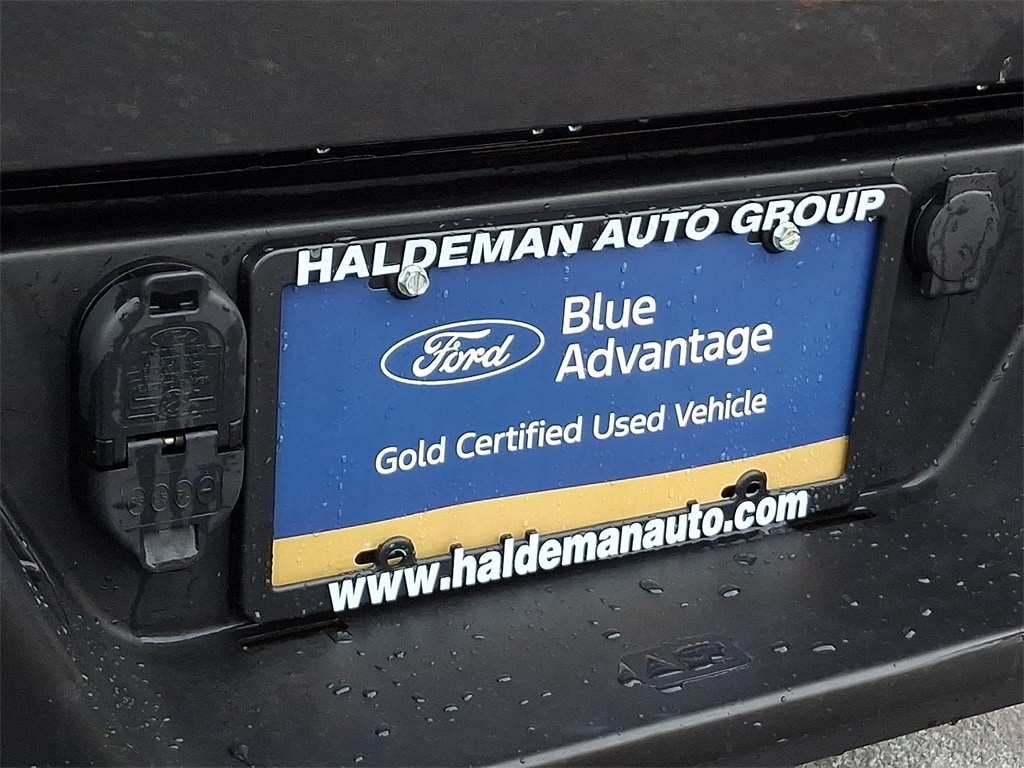 HALDEMAN AUTO GROUP
Ford
Blue
Advantage
Gold Certified Used Vehicle
www.haldemanauto.com